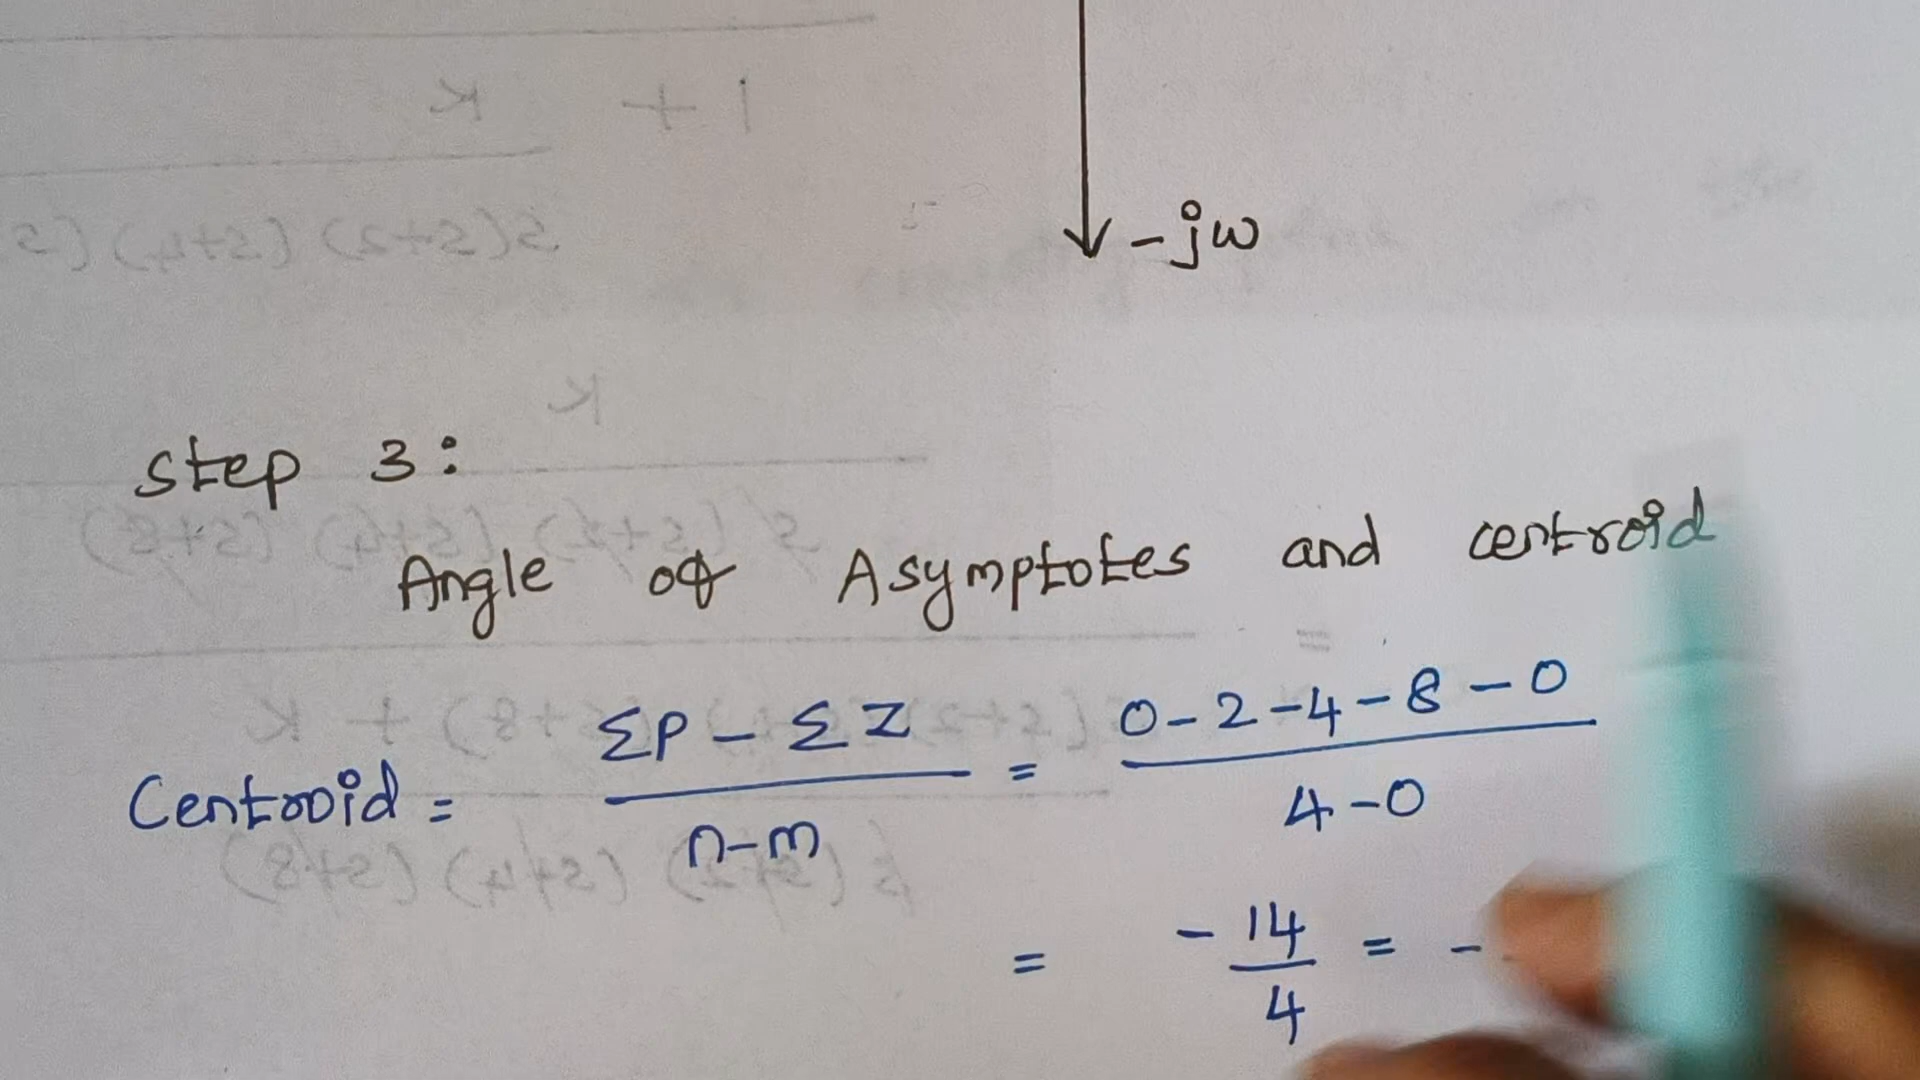 -jω
Step 3:
Angle of Asymptotes and centroid
Centroid = ΣP - ΣZ / n-m = 0-2-4-8-0 / 4-0
= -14/4 = -